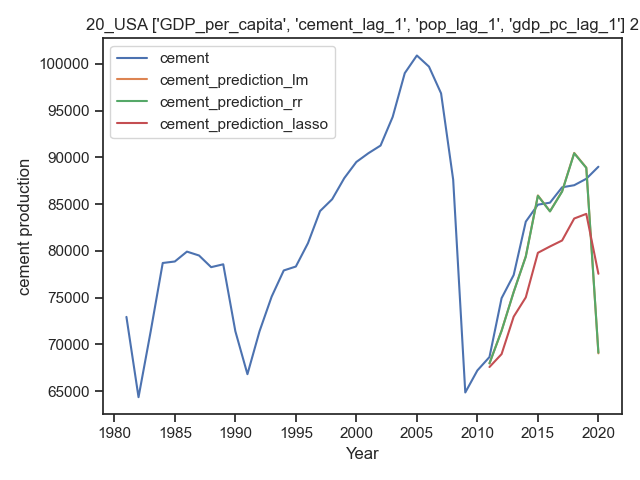 20_USA ['GDP_per_capita', 'cement_lag_1', 'pop_lag_1', 'gdp_pc_lag_1'] 2
cement
cement_prediction_lm
cement_prediction_rr
cement_prediction_lasso
100000
95000
90000
85000
80000
75000
70000
65000
cement production
1980 1985 1990 1995 2000 2005 2010 2015 2020
Year